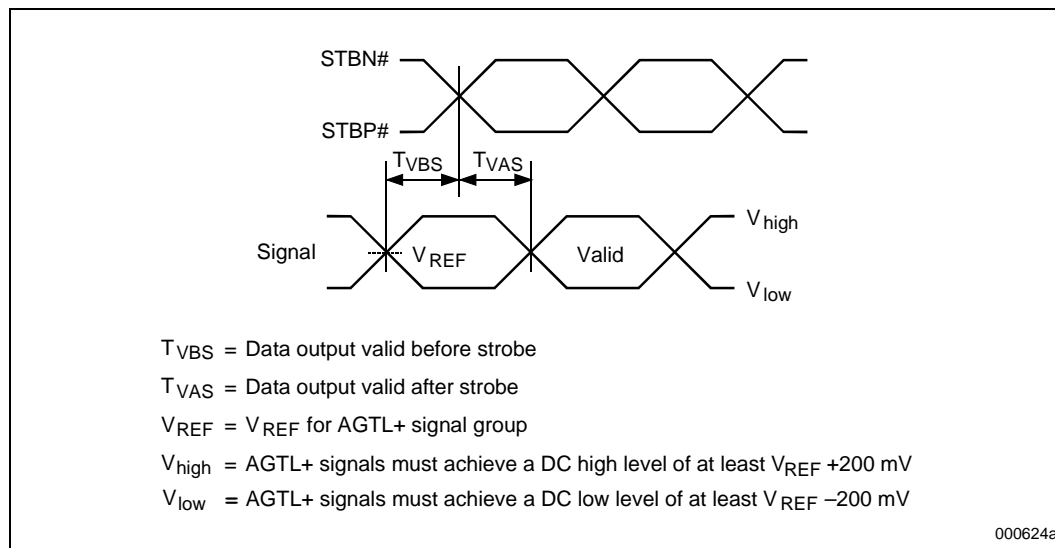 STBN#
STBP#
TVBS TVAS
Vhigh
Signal VREF Valid
Vlow
TVBS = Data output valid before strobe
TVAS = Data output valid after strobe
VREF = VREF for AGTL+ signal group
Vhigh = AGTL+ signals must achieve a DC high level of at least VREF +200 mV
Vlow = AGTL+ signals must achieve a DC low level of at least VREF –200 mV
000624a